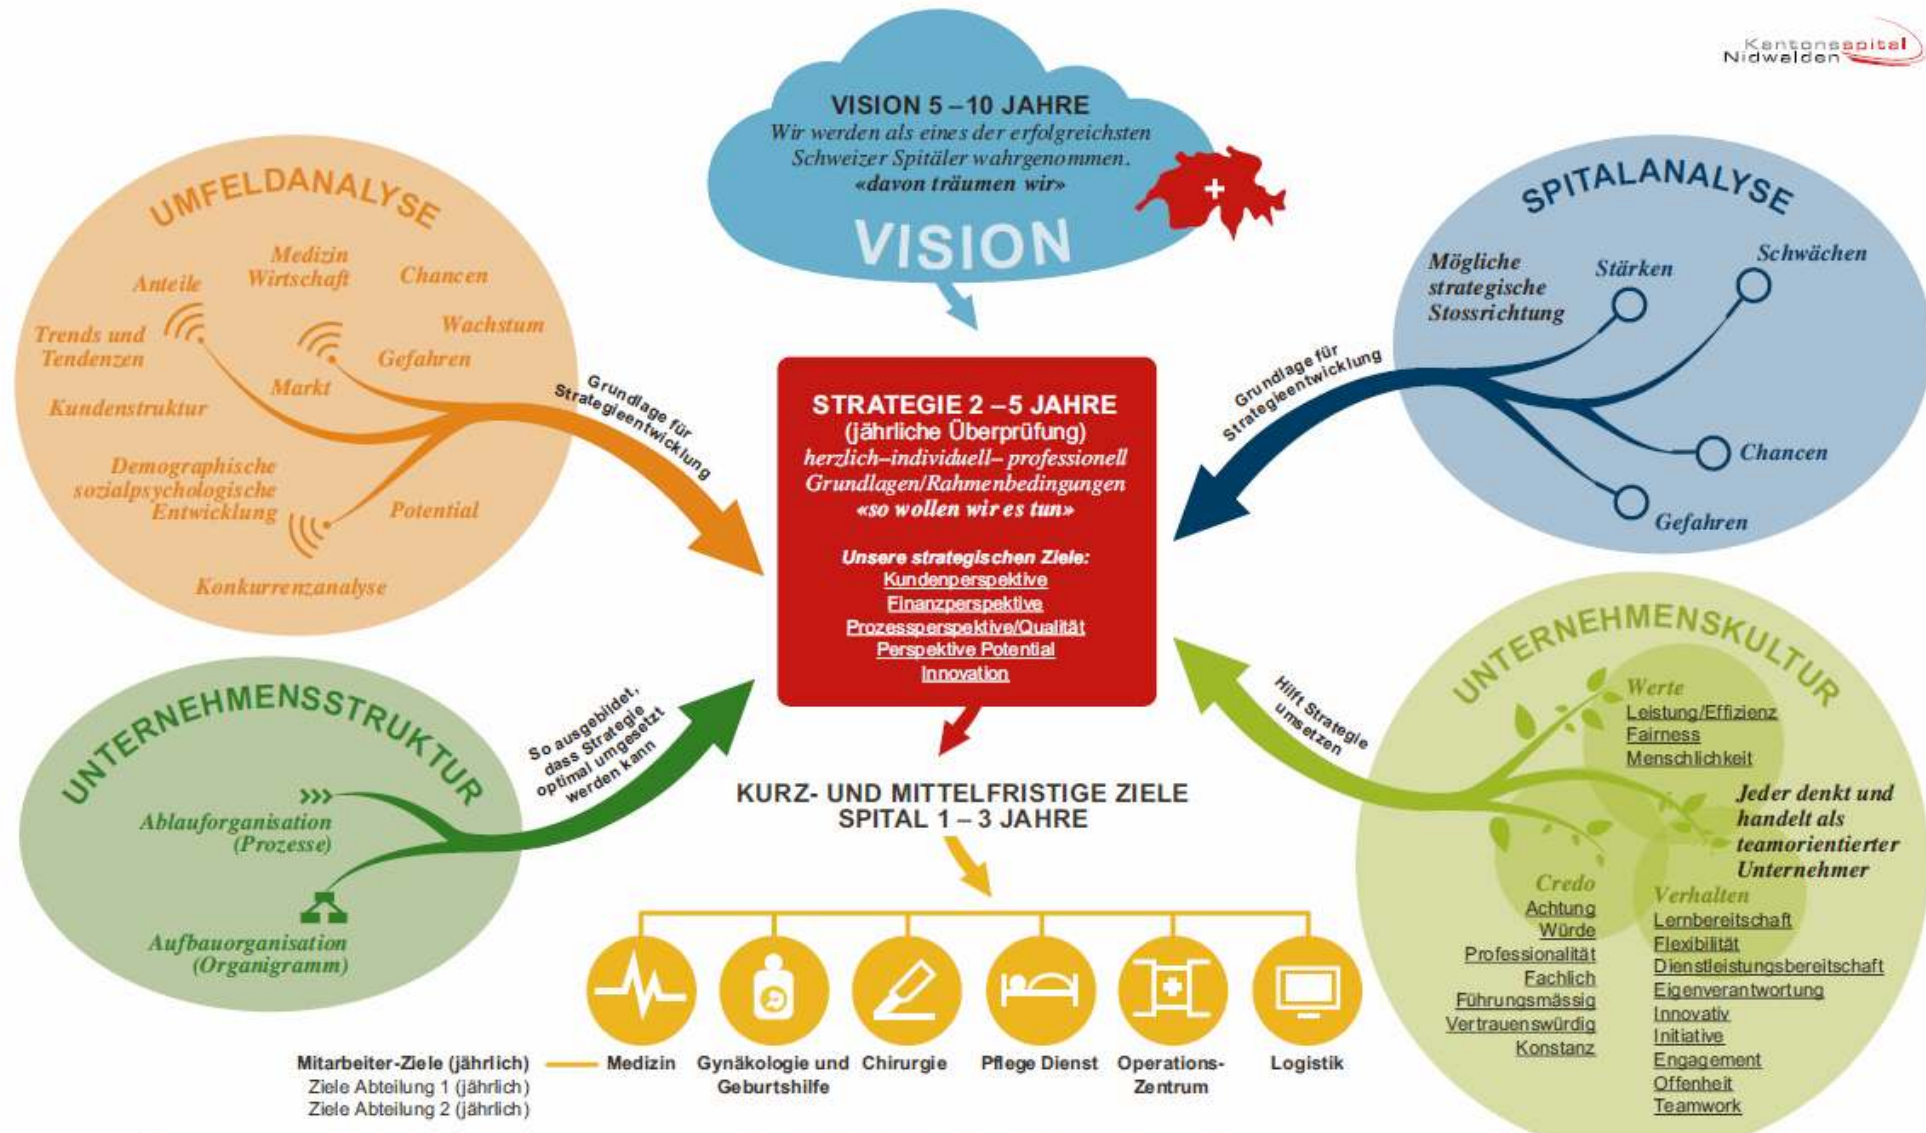 Kantonsspital
Nidwalden
VISION 5 – 10 JAHRE
Wir werden als eines der erfolgreichsten
Schweizer Spitäler wahrgenommen.
«davon träumen wir»
VISION
UMFELDANALYSE
Medizin
Wirtschaft
Chancen
Anteile
Wachstum
Trends und
Tendenzen
Gefahren
Markt
Kundenstruktur
Demographische
sozialpsychologische
Entwicklung
Potential
Konkurrenzanalyse
Grundlage für
Strategieentwicklung
SPITALANALYSE
Mögliche
strategische
Stossrichtung
Stärken
Schwächen
Chancen
Gefahren
Grundlage für
Strategieentwicklung
STRATEGIE 2 – 5 JAHRE
(jährliche Überprüfung)
herzlich–individuell– professionell
Grundlagen/Rahmenbedingungen
«so wollen wir es tun»
Unsere strategischen Ziele:
Kundenperspektive
Finanzperspektive
Prozessperspektive/Qualität
Perspektive Potential
Innovation
UNTERNEHMENSSTRUKTUR
Ablauforganisation
(Prozesse)
Aufbauorganisation
(Organigramm)
So ausgebildet,
dass Strategie
optimal umgesetzt
werden kann
UNTERNEHMENSKULTUR
Werte
Leistung/Effizienz
Fairness
Menschlichkeit
Jeder denkt und
handelt als
teamorientierter
Unternehmer
Credo
Achtung
Würde
Professionalität
Fachlich
Führungsmässig
Vertrauenswürdig
Konstanz
Verhalten
Lernbereitschaft
Flexibilität
Dienstleistungsbereitschaft
Eigenverantwortung
Innovativ
Initiative
Engagement
Offenheit
Teamwork
Hilft Strategie
umsetzen
KURZ- UND MITTELFRISTIGE ZIELE
SPITAL 1 – 3 JAHRE
Mitarbeiter-Ziele (jährlich)
Ziele Abteilung 1 (jährlich)
Ziele Abteilung 2 (jährlich)
Medizin
Gynäkologie und
Geburtshilfe
Chirurgie
Pflege Dienst
Operations-
Zentrum
Logistik